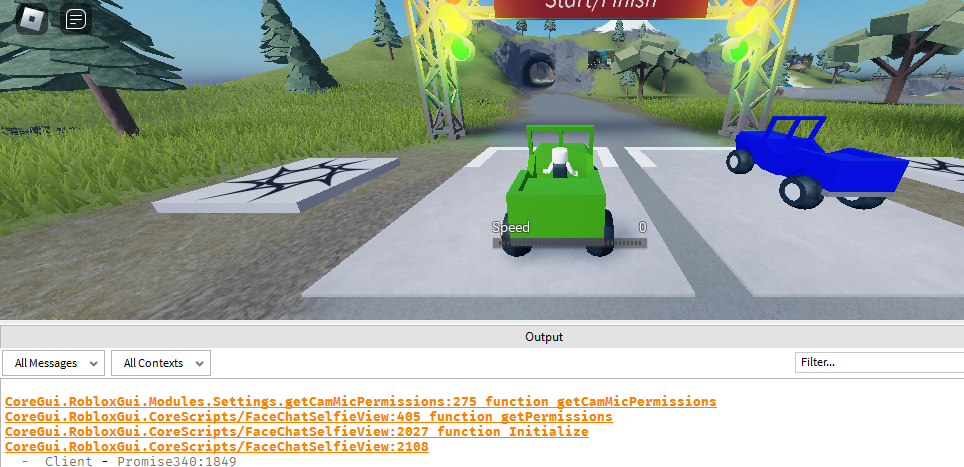 Start/Finish
Speed 0
Output
All Messages All Contexts Filter...
CoreGui.RobloxGui.Modules.Settings.getCamMicPermissions:275 function getCamMicPermissions
CoreGui.RobloxGui.CoreScripts/FaceChatSelfieView:405 function getPermissions
CoreGui.RobloxGui.CoreScripts/FaceChatSelfieView:2027 function Initialize
CoreGui.RobloxGui.CoreScripts/FaceChatSelfieView:2108
- Client - Promise340:1849